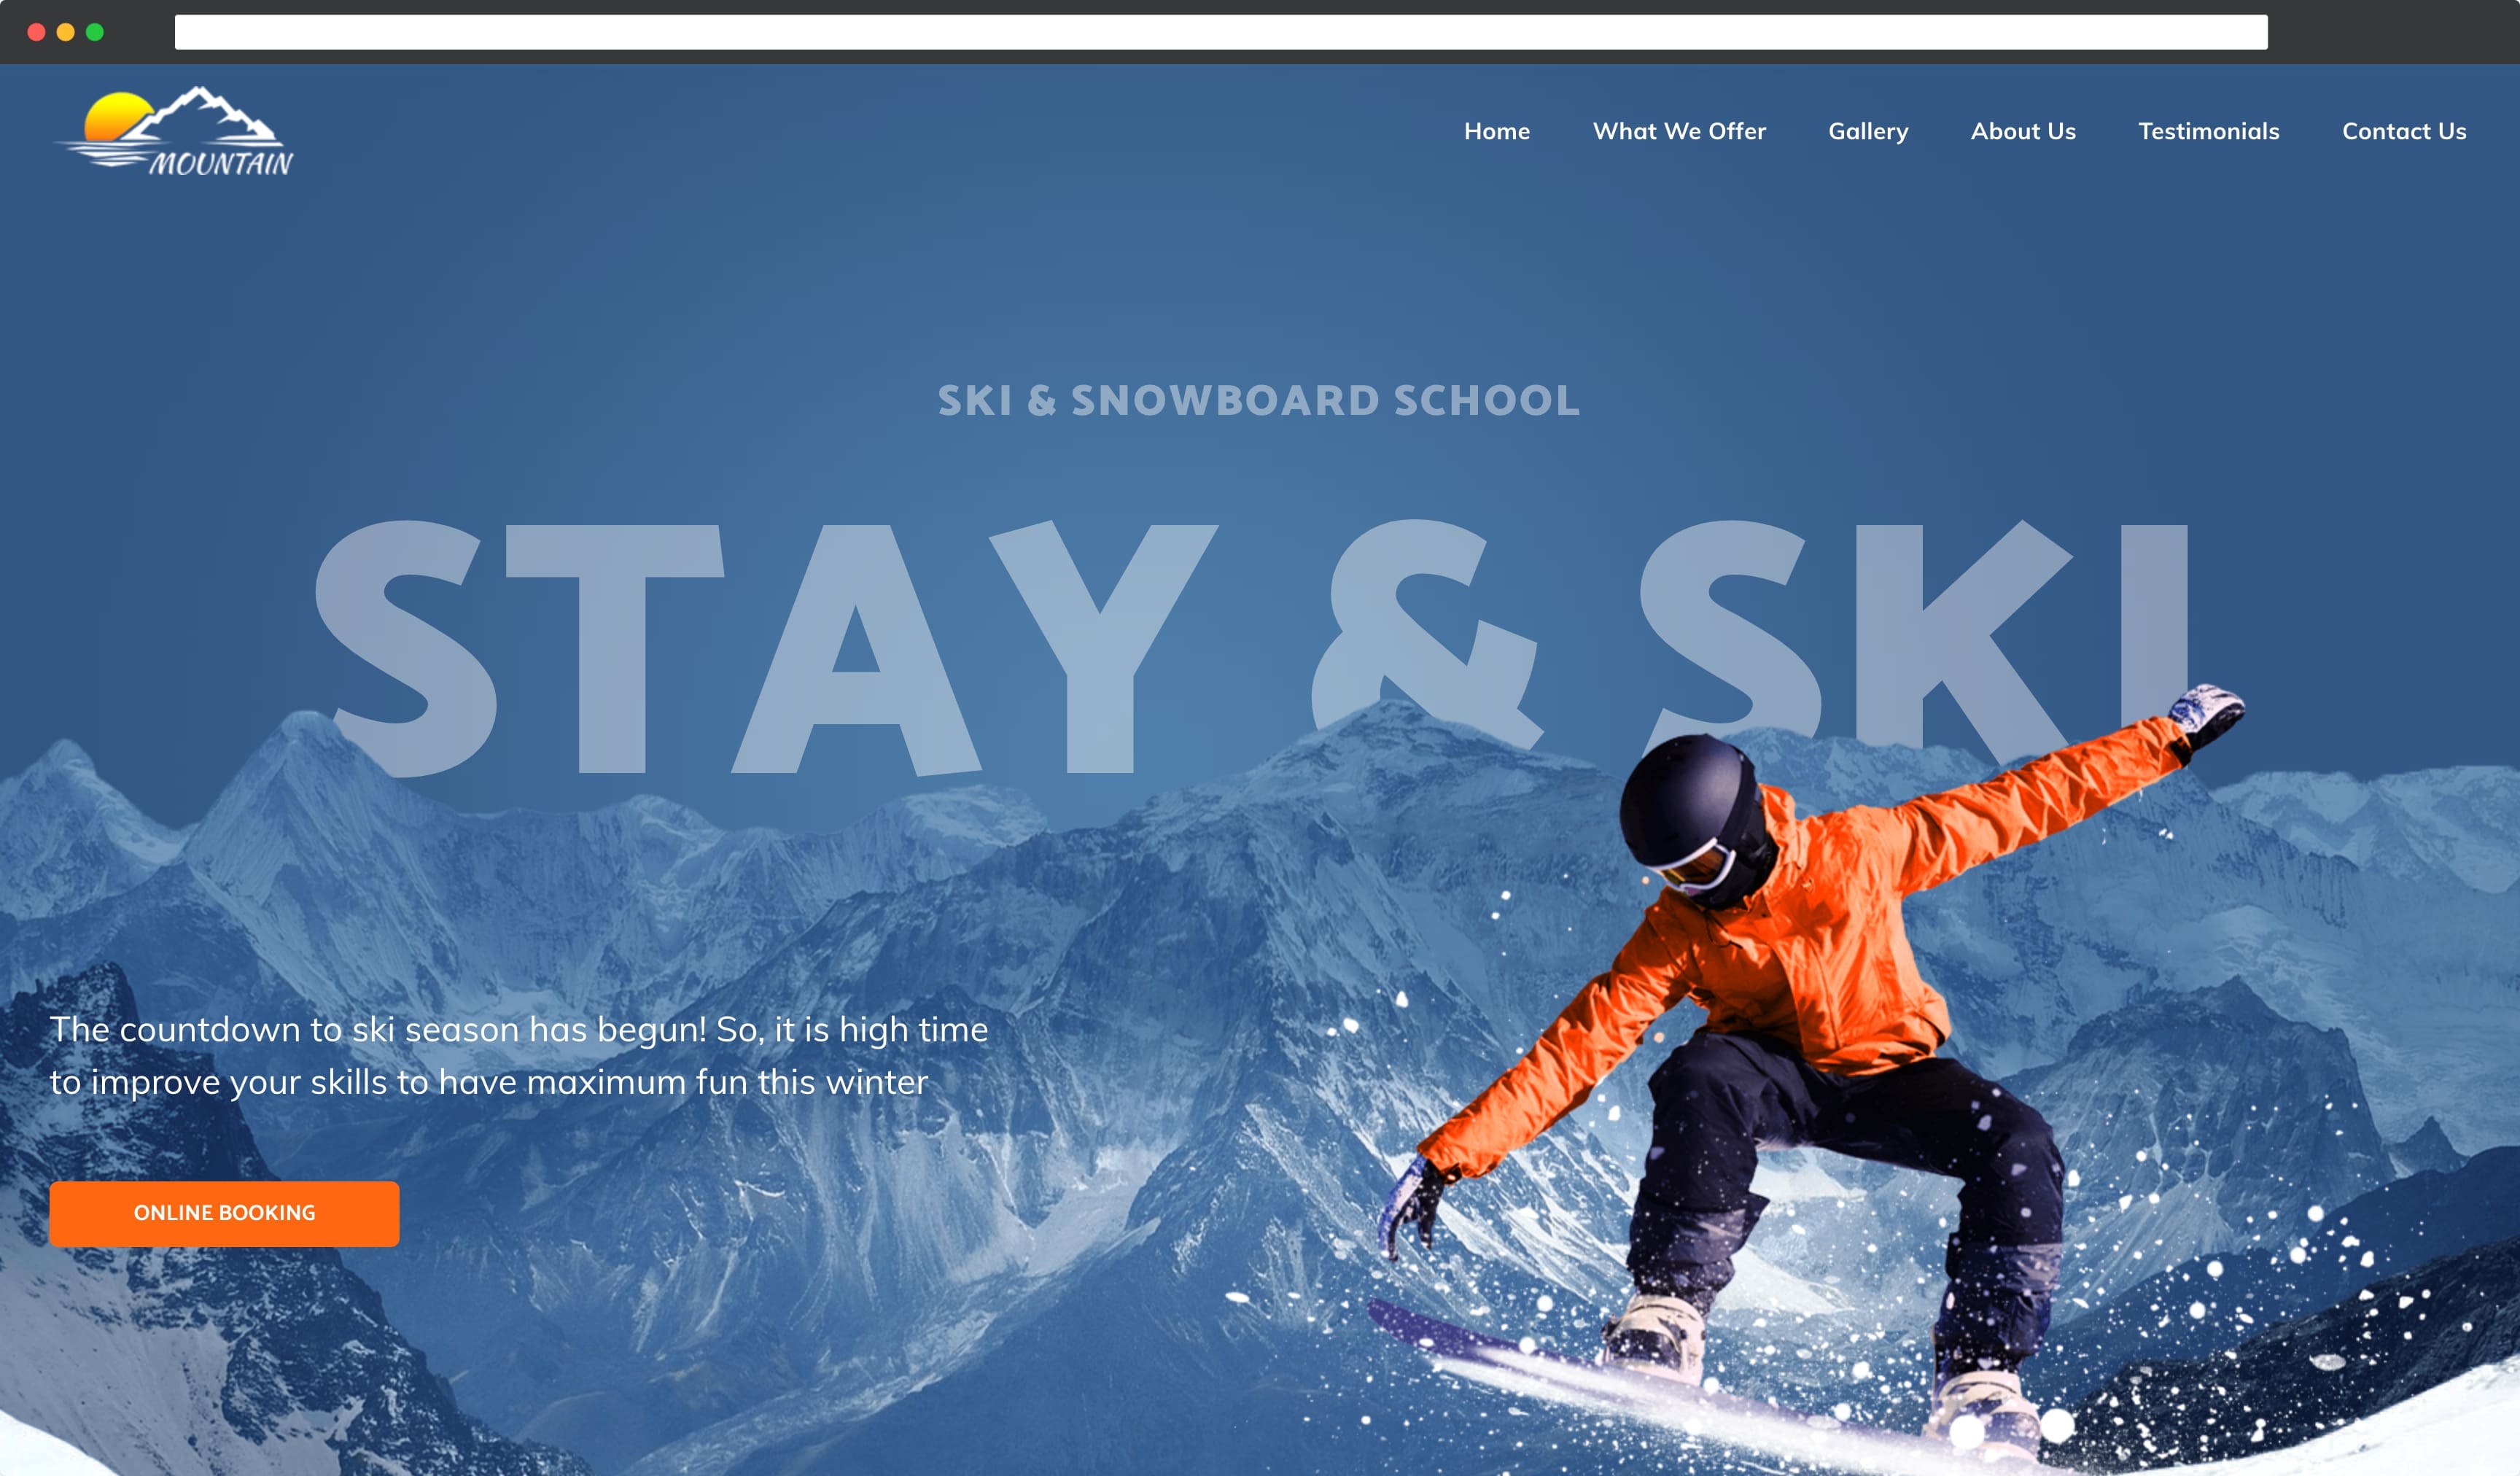 MOUNTAIN
Home What We Offer Gallery About Us Testimonials Contact Us
SKI & SNOWBOARD SCHOOL
STAY & SKI
The countdown to ski season has begun! So, it is high time
to improve your skills to have maximum fun this winter
ONLINE BOOKING